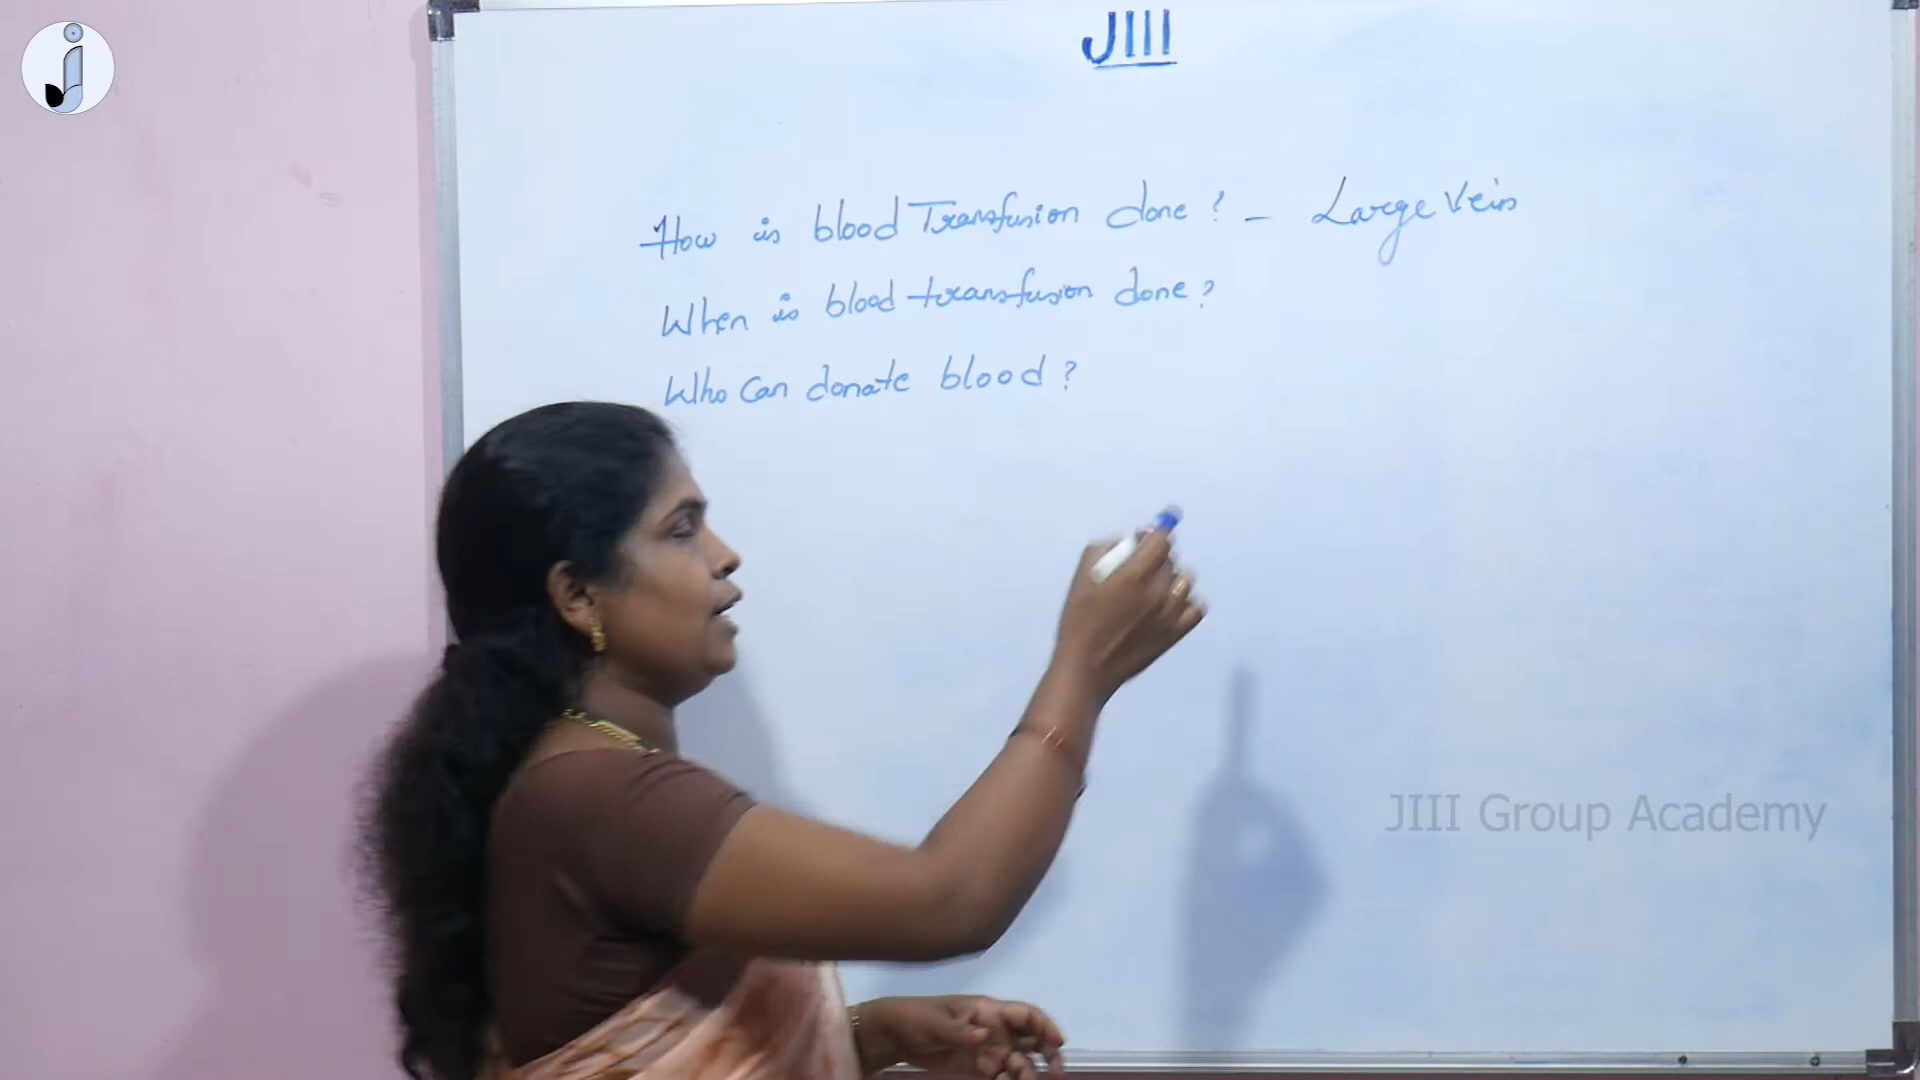 JIII
How is blood Transfusion done? - Large Vein
When is blood transfusion done?
Who Can donate blood?
JIII Group Academy